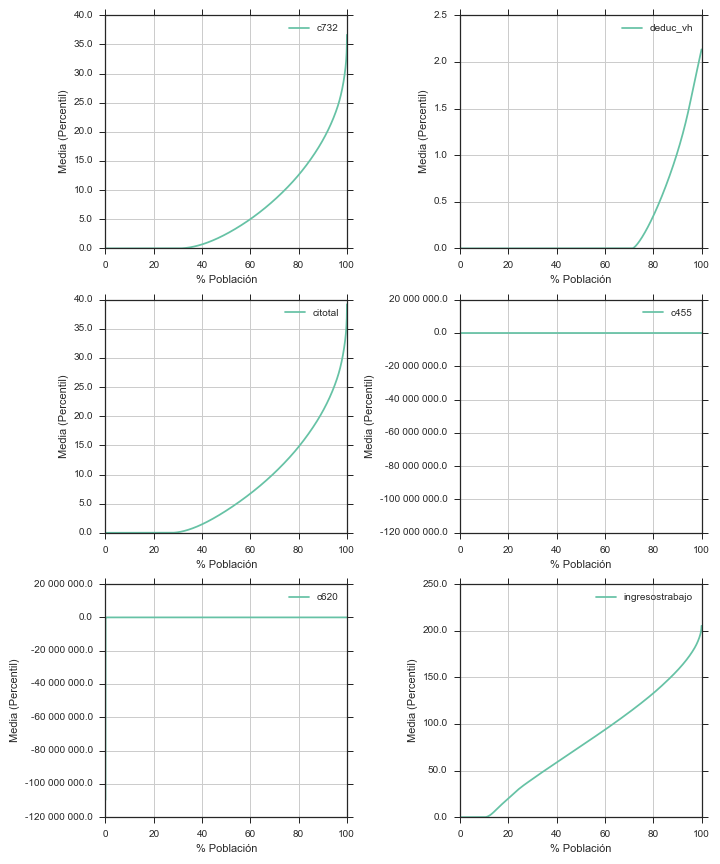 40.0
35.0
30.0
25.0
20.0
15.0
10.0
5.0
0.0
Media (Percentil)
c732
0 20 40 60 80 100
% Población
2.5
2.0
1.5
1.0
0.5
0.0
Media (Percentil)
deduc_vh
0 20 40 60 80 100
% Población
40.0
35.0
30.0
25.0
20.0
15.0
10.0
5.0
0.0
Media (Percentil)
citotal
0 20 40 60 80 100
% Población
20 000 000.0
0.0
-20 000 000.0
-40 000 000.0
-60 000 000.0
-80 000 000.0
-100 000 000.0
-120 000 000.0
Media (Percentil)
c455
0 20 40 60 80 100
% Población
20 000 000.0
0.0
-20 000 000.0
-40 000 000.0
-60 000 000.0
-80 000 000.0
-100 000 000.0
-120 000 000.0
Media (Percentil)
c620
0 20 40 60 80 100
% Población
250.0
200.0
150.0
100.0
50.0
0.0
Media (Percentil)
ingresostrabajo
0 20 40 60 80 100
% Población